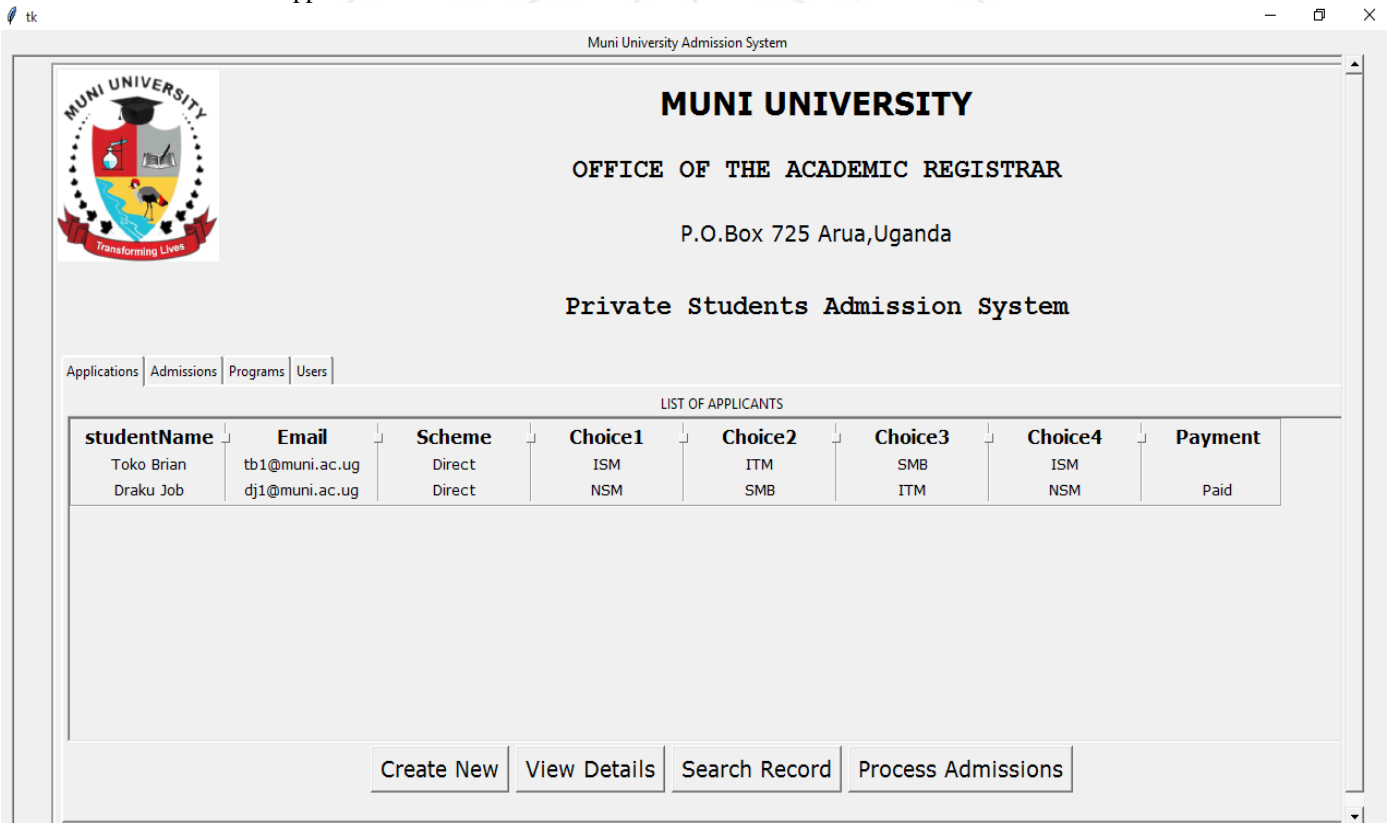 tk
Muni University Admission System
MUNI UNIVERSITY
Transforming Lives
MUNI UNIVERSITY
OFFICE OF THE ACADEMIC REGISTRAR
P.O.Box 725 Arua,Uganda
Private Students Admission System
Applications Admissions Programs Users
LIST OF APPLICANTS
studentName Email Scheme Choice1 Choice2 Choice3 Choice4 Payment
Toko Brian tb1@muni.ac.ug Direct ISM ITM SMB ISM
Draku Job dj1@muni.ac.ug Direct NSM SMB ITM NSM Paid
Create New View Details Search Record Process Admissions